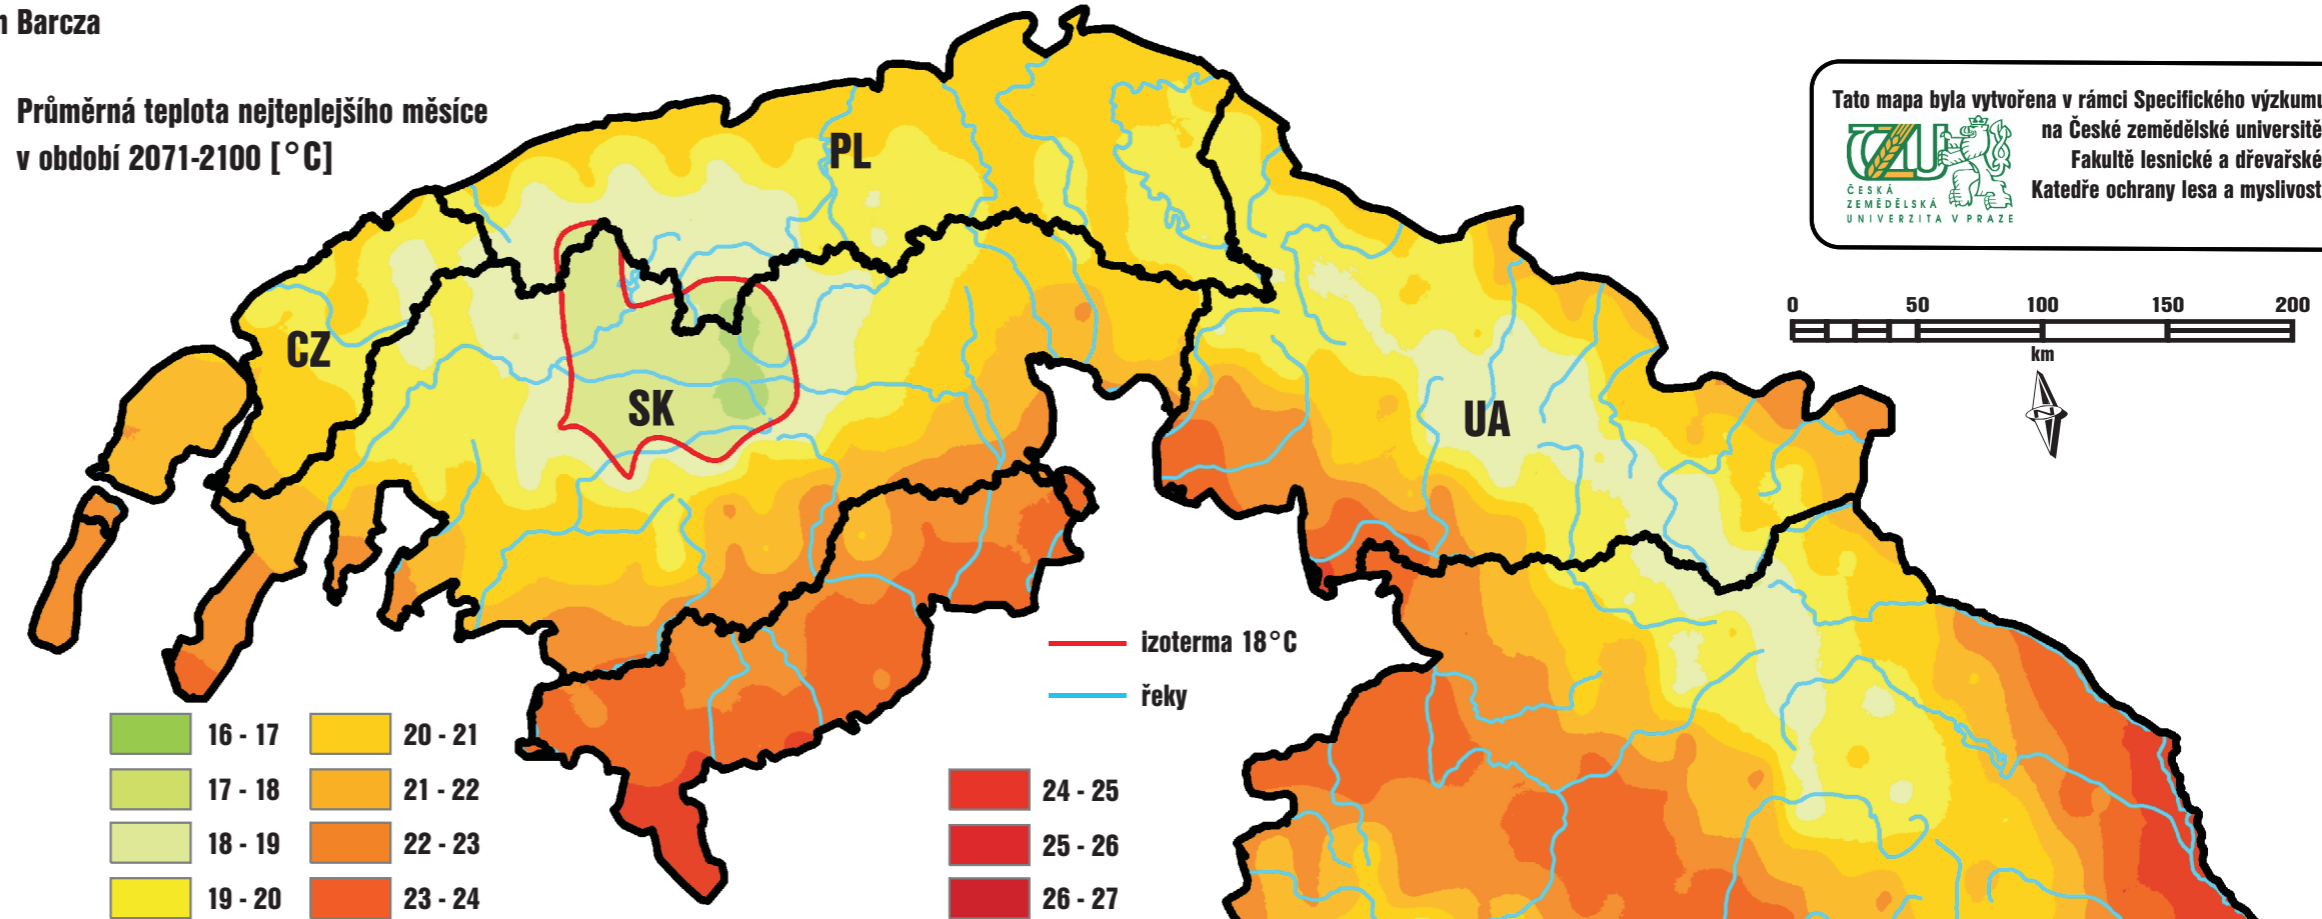 Barcza
Průměrná teplota nejteplejšího měsíce
v období 2071-2100 [°C]
Tato mapa byla vytvořena v rámci Specifického výzkumu
na České zemědělské universitě
Fakultě lesnické a dřevařské
Katedře ochrany lesa a myslivost
ČZU
ČESKÁ
ZEMĚDĚLSKÁ
UNIVERZITA V PRAZE
0 50 100 150 200
km
PL
CZ
SK
UA
izoterma 18°C
řeky
16 - 17
17 - 18
18 - 19
19 - 20
20 - 21
21 - 22
22 - 23
23 - 24
24 - 25
25 - 26
26 - 27